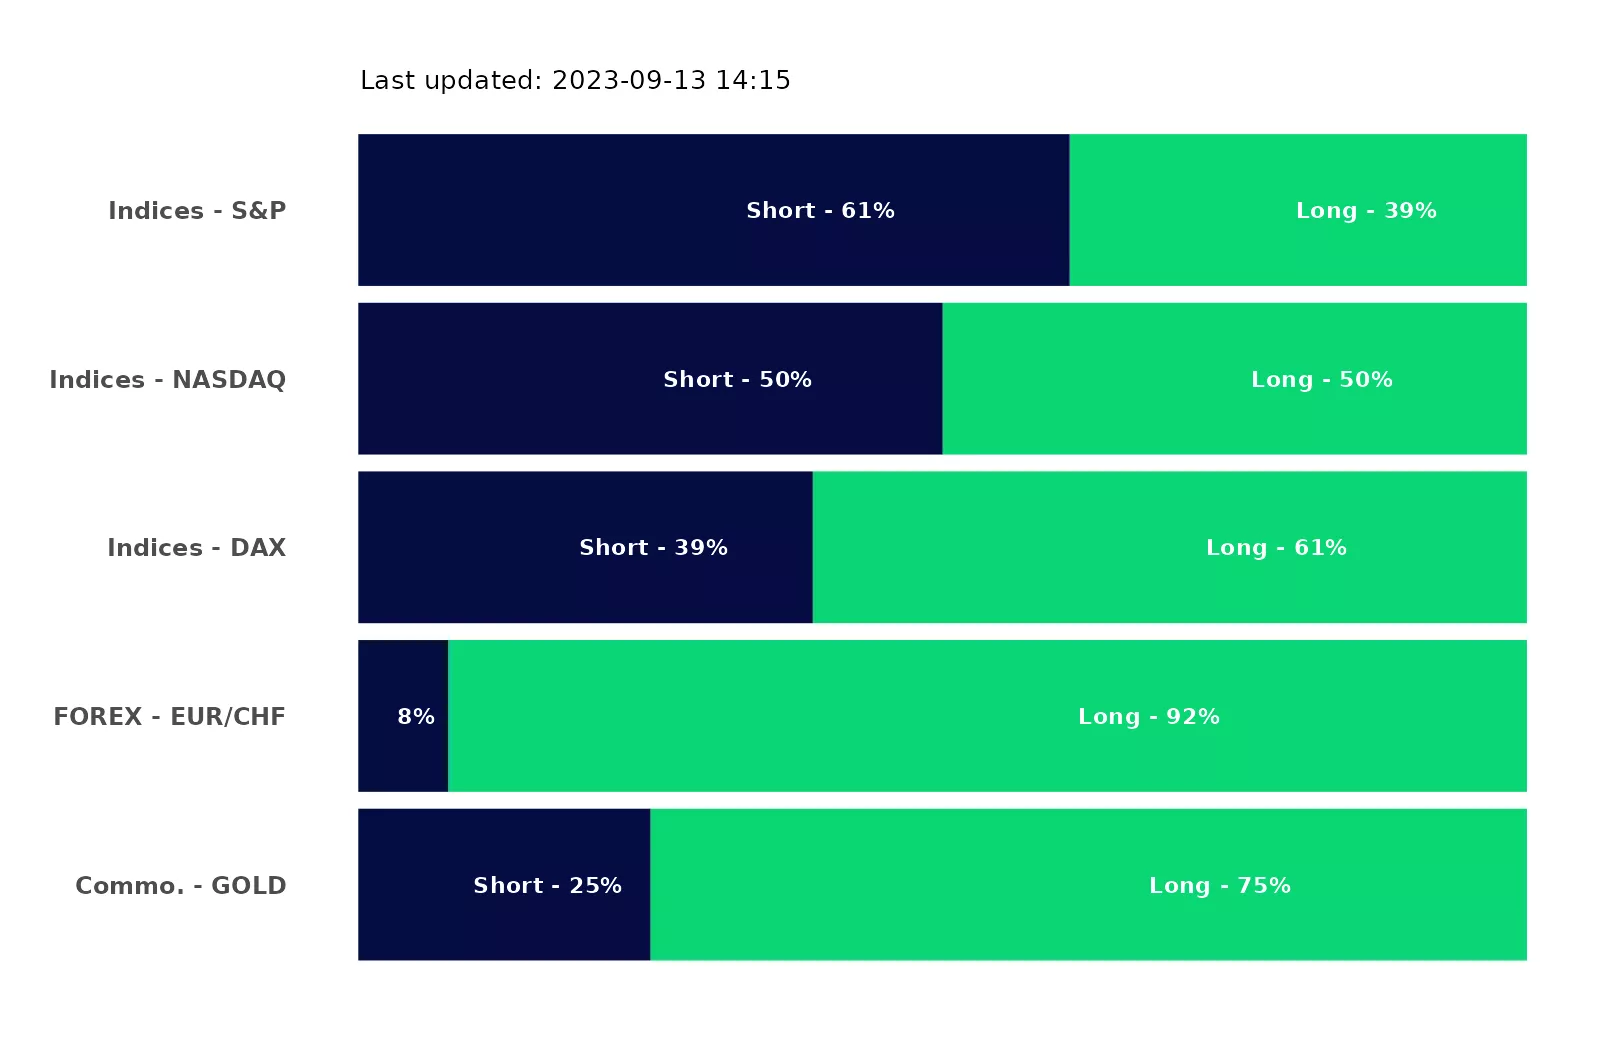 Last updated: 2023-09-13 14:15
Indices - S&P Short - 61% Long - 39%
Indices - NASDAQ Short - 50% Long - 50%
Indices - DAX Short - 39% Long - 61%
FOREX - EUR/CHF 8% Long - 92%
Commo. - GOLD Short - 25% Long - 75%